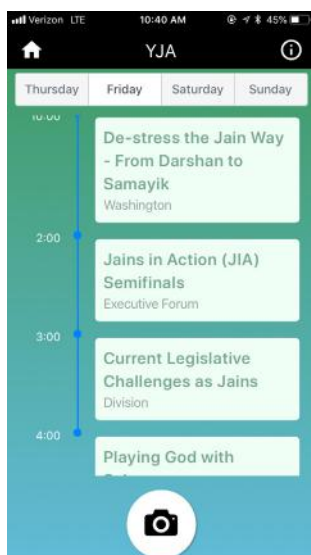 Verizon LTE 10:40 AM 45%
YJA
Thursday Friday Saturday Sunday
De-stress the Jain Way
- From Darshan to
Samayik
Washington
2:00
Jains in Action (JIA)
Semifinals
Executive Forum
3:00
Current Legislative
Challenges as Jains
Division
4:00
Playing God with